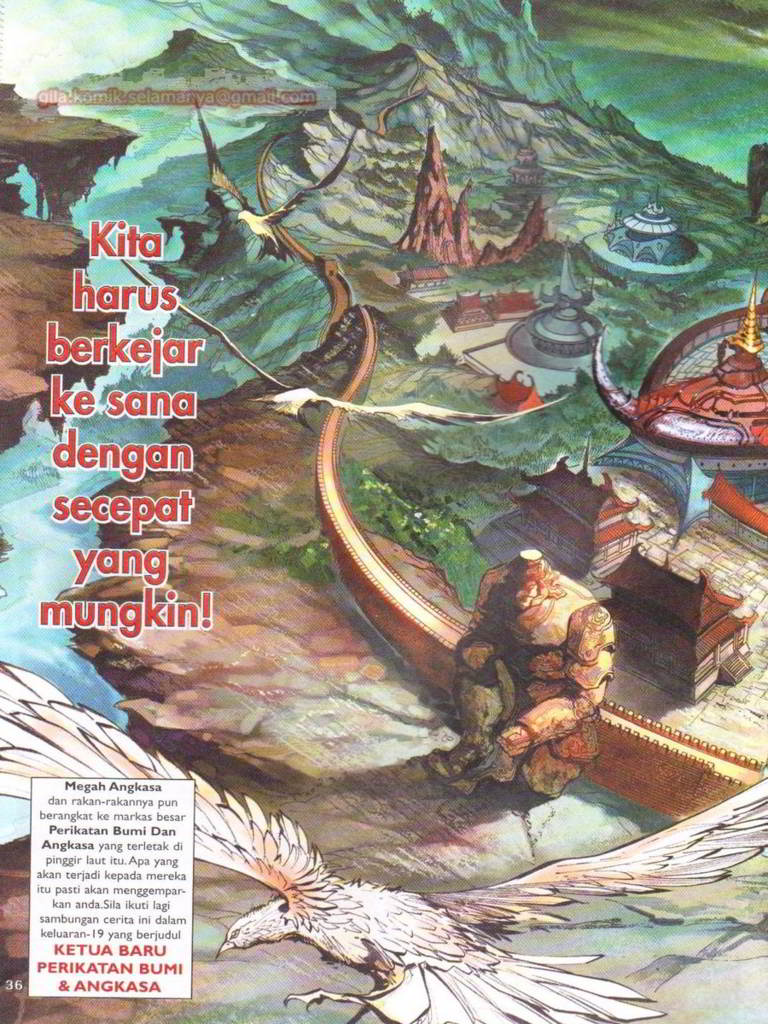 gila.komik.selamanya@gmail.com
Kita
harus
berkejar
ke sana
dengan
secepat
yang
mungkin!
Megah Angkasa
dan rakan-rakannya pun
berangkat ke markas besar
Perikatan Bumi Dan
Angkasa yang terletak di
pinggir laut itu. Apa yang
akan terjadi kepada mereka
itu pasti akan menggempar-
kan anda. Sila ikuti lagi
sambungan cerita ini dalam
keluaran-19 yang berjudul
KETUA BARU
PERIKATAN BUMI
& ANGKASA
36